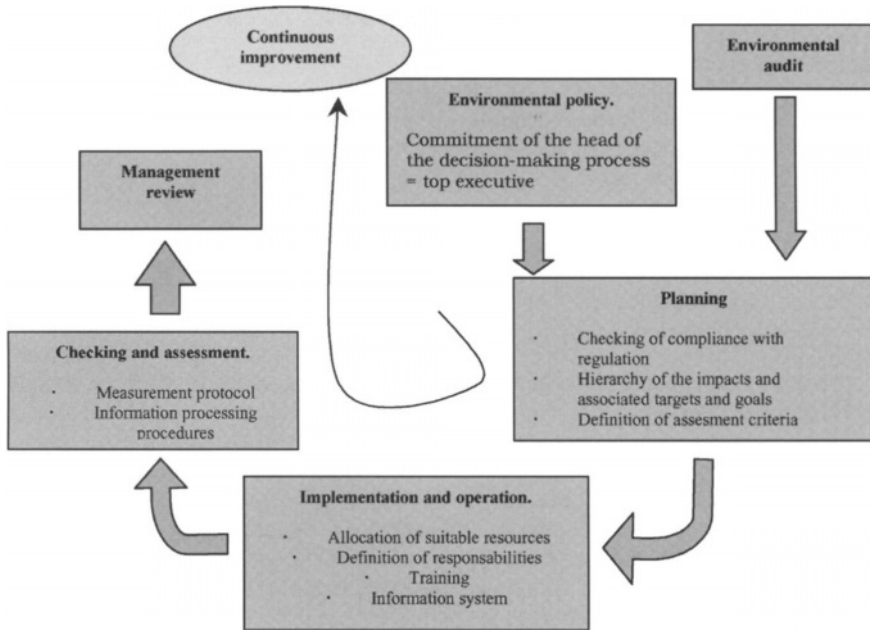 Continuous
improvement
Environmental
audit
Environmental policy.
Commitment of the head of
the decision-making process
= top executive
Management
review
Planning
· Checking of compliance with
regulation
· Hierarchy of the impacts and
associated targets and goals
· Definition of assesment criteria
Checking and assessment.
· Measurement protocol
· Information processing
procedures
Implementation and operation.
· Allocation of suitable resources
· Definition of responsabilities
· Training
· Information system